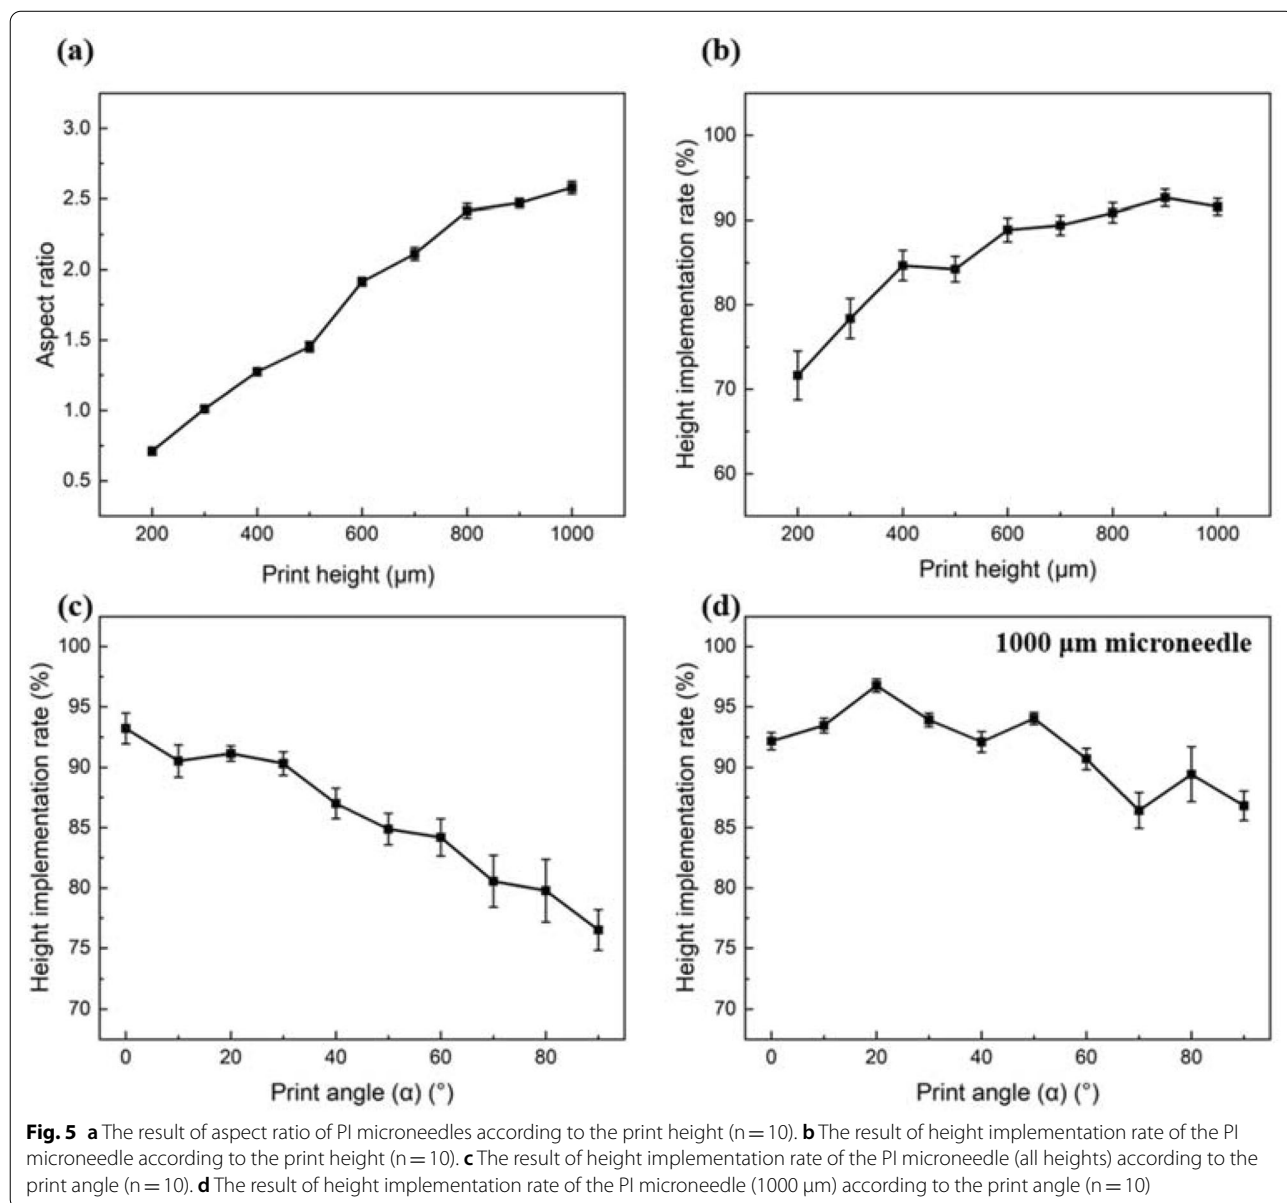 (a)
3.0
2.5
2.0
1.5
1.0
0.5
Aspect ratio
200 400 600 800 1000
Print height (μm)
(b)
100
90
80
70
60
Height implementation rate (%)
200 400 600 800 1000
Print height (μm)
(c)
100
95
90
85
80
75
70
Height implementation rate (%)
0 20 40 60 80
Print angle (α) (°)
(d)
1000 μm microneedle
100
95
90
85
80
75
70
Height implementation rate (%)
0 20 40 60 80
Print angle (α) (°)
Fig. 5 a The result of aspect ratio of PI microneedles according to the print height (n = 10). b The result of height implementation rate of the PI
microneedle according to the print height (n = 10). c The result of height implementation rate of the PI microneedle (all heights) according to the
print angle (n = 10). d The result of height implementation rate of the PI microneedle (1000 μm) according to the print angle (n = 10)